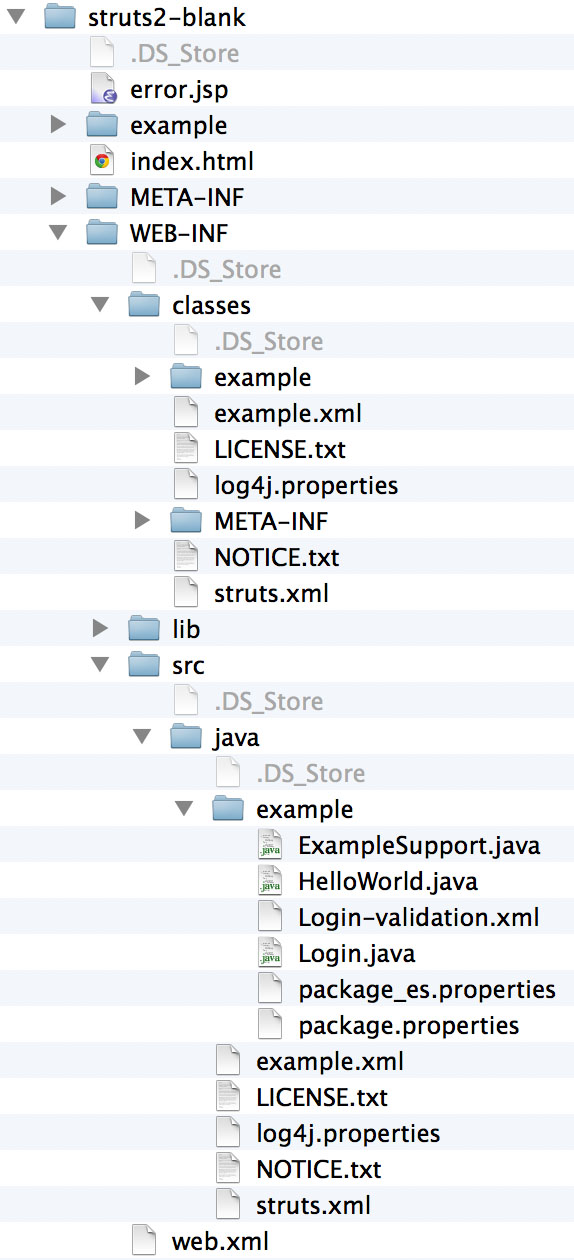 struts2-blank
.DS_Store
error.jsp
example
index.html
META-INF
WEB-INF
.DS_Store
classes
.DS_Store
example
example.xml
LICENSE.txt
log4j.properties
META-INF
NOTICE.txt
struts.xml
lib
src
.DS_Store
java
.DS_Store
example
ExampleSupport.java
HelloWorld.java
Login-validation.xml
Login.java
package_es.properties
package.properties
example.xml
LICENSE.txt
log4j.properties
NOTICE.txt
struts.xml
web.xml